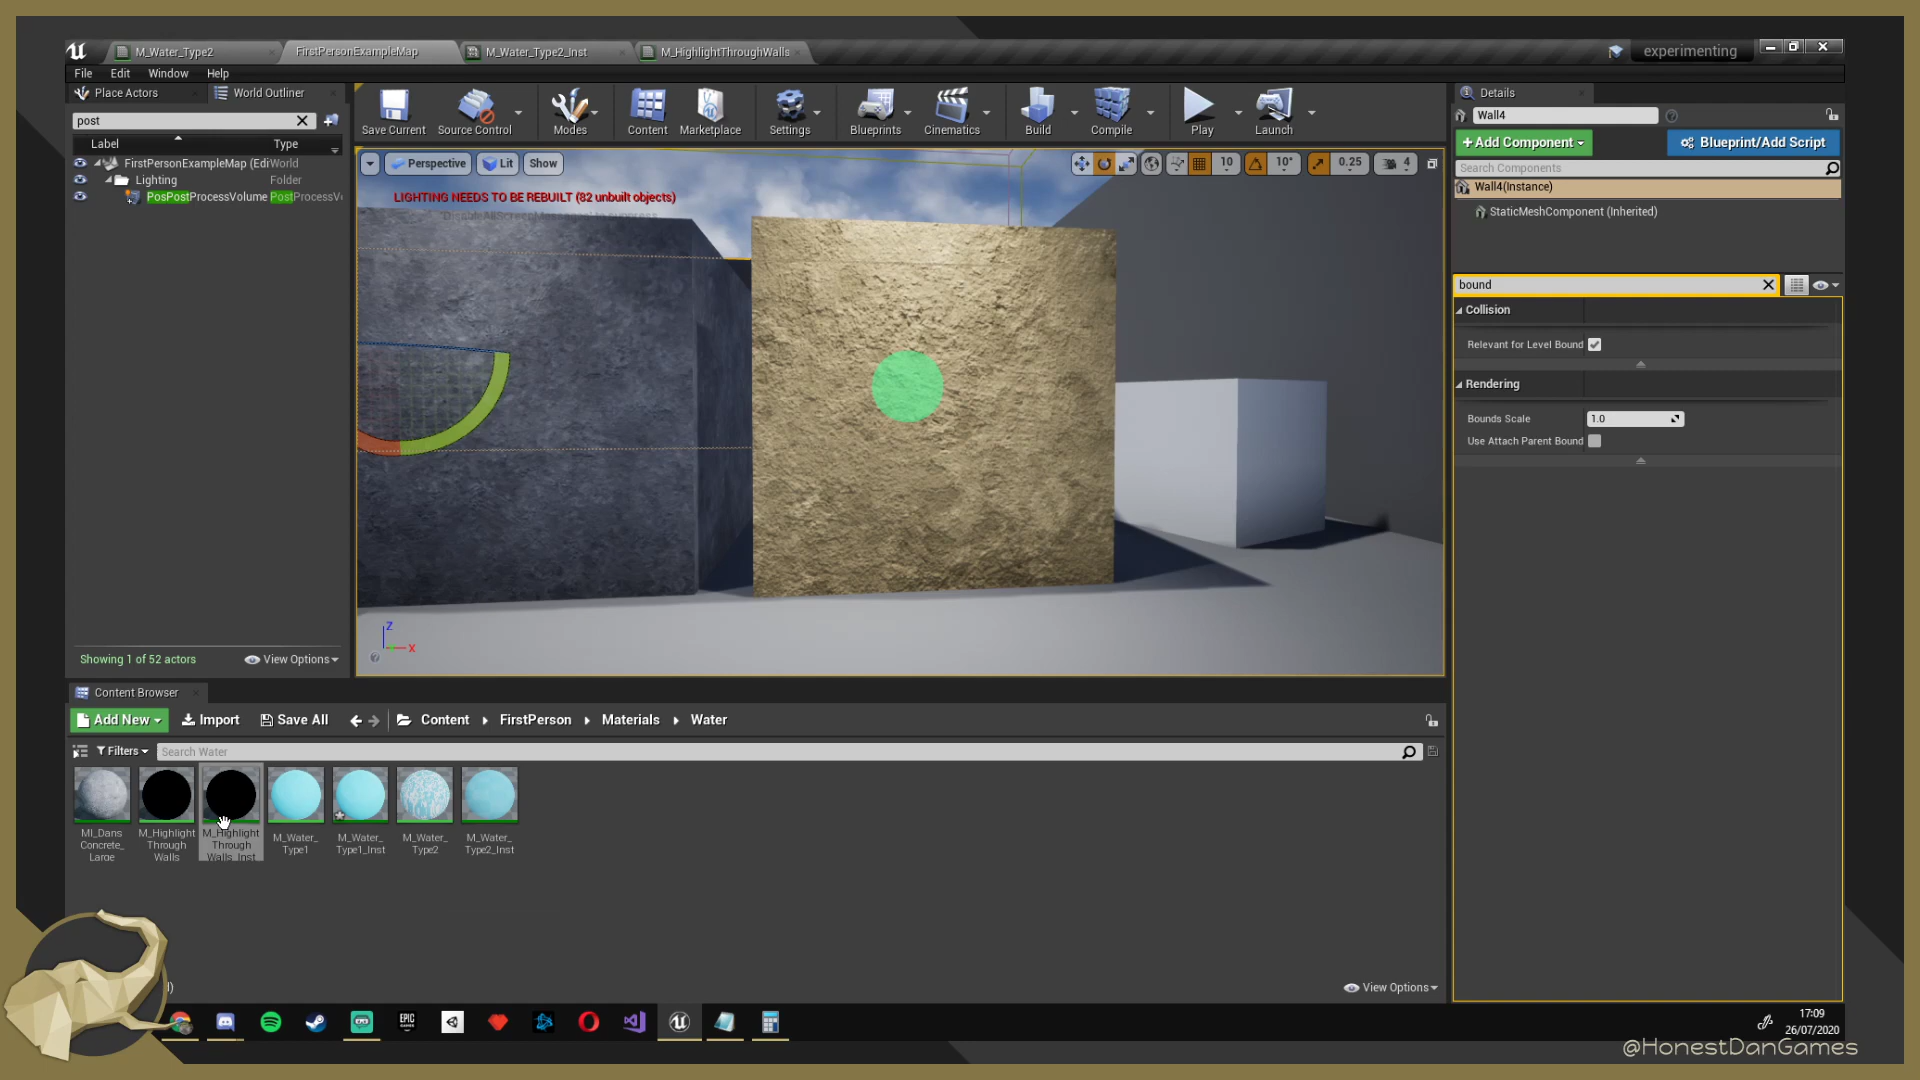 M_Water_Type2
FirstPersonExampleMap
M_Water_Type2_Inst
M_HighlightThroughWalls
experimenting
File Edit Window Help
Place Actors
World Outliner
post
Label Type
FirstPersonExampleMap (Edi World
Lighting Folder
PosPostProcessVolume PostProcessV
Showing 1 of 52 actors
View Options
Save Current
Source Control
Modes
Content
Marketplace
Settings
Blueprints
Cinematics
Build
Compile
Play
Launch
Perspective
Lit
Show
10
10°
0.25
4
LIGHTING NEEDS TO BE REBUILT (82 unbuilt objects)
'DisableAllScreenMessages' to suppress
Z
X
Details
Wall4
+Add Component
Blueprint/Add Script
Search Components
Wall4(Instance)
StaticMeshComponent (Inherited)
bound
Collision
Relevant for Level Bound
Rendering
Bounds Scale 1.0
Use Attach Parent Bound
Content Browser
Add New
Import
Save All
Content
FirstPerson
Materials
Water
Filters
Search Water
MI_Dans
Concrete_
Large
M_Highlight
Through
Walls
M_Highlight
Through
Walls_Inst
M_Water_
Type1
M_Water_
Type1_Inst
M_Water_
Type2
M_Water_
Type2_Inst
View Options
EPIC
GAMES
17:09
26/07/2020
@HonestDanGames